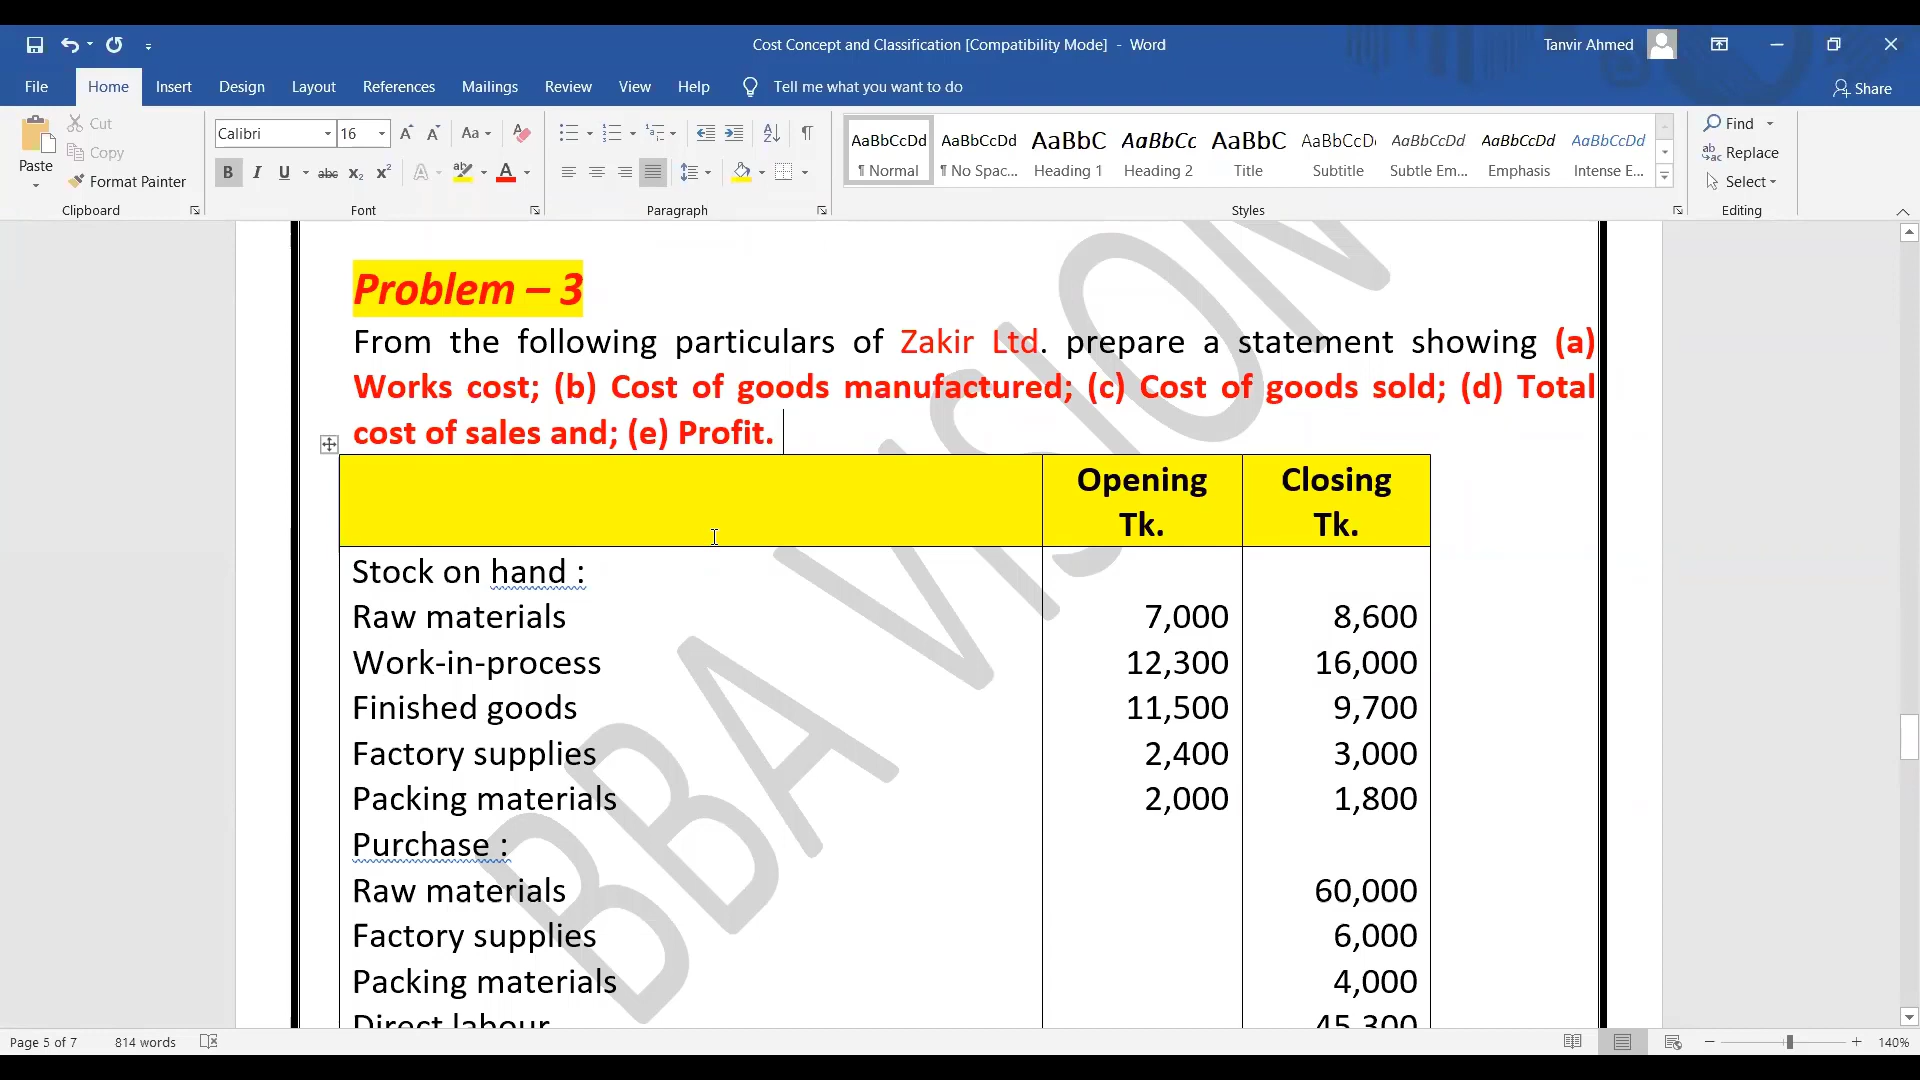 Cost Concept and Classification [Compatibility Mode] - Word
Tanvir Ahmed
File Home Insert Design Layout References Mailings Review View Help Tell me what you want to do
Share
Paste
Cut
Copy
Format Painter
Clipboard
Calibri 16
Font
Paragraph
AaBbCcDd AaBbCcDd AaBbC AaBbCc AaBbC AaBbCcD AaBbCcDd AaBbCcDd AaBbCcDd
¶ Normal ¶ No Spac... Heading 1 Heading 2 Title Subtitle Subtle Em... Emphasis Intense E...
Styles
Find
Replace
Select
Editing
Problem – 3
From the following particulars of Zakir Ltd. prepare a statement showing (a)
Works cost; (b) Cost of goods manufactured; (c) Cost of goods sold; (d) Total
cost of sales and; (e) Profit.
Opening Closing
Tk. Tk.
Stock on hand :
Raw materials 7,000 8,600
Work-in-process 12,300 16,000
Finished goods 11,500 9,700
Factory supplies 2,400 3,000
Packing materials 2,000 1,800
Purchase :
Raw materials 60,000
Factory supplies 6,000
Packing materials 4,000
Direct labour 45,300
BBA VISION
Page 5 of 7 814 words 140%